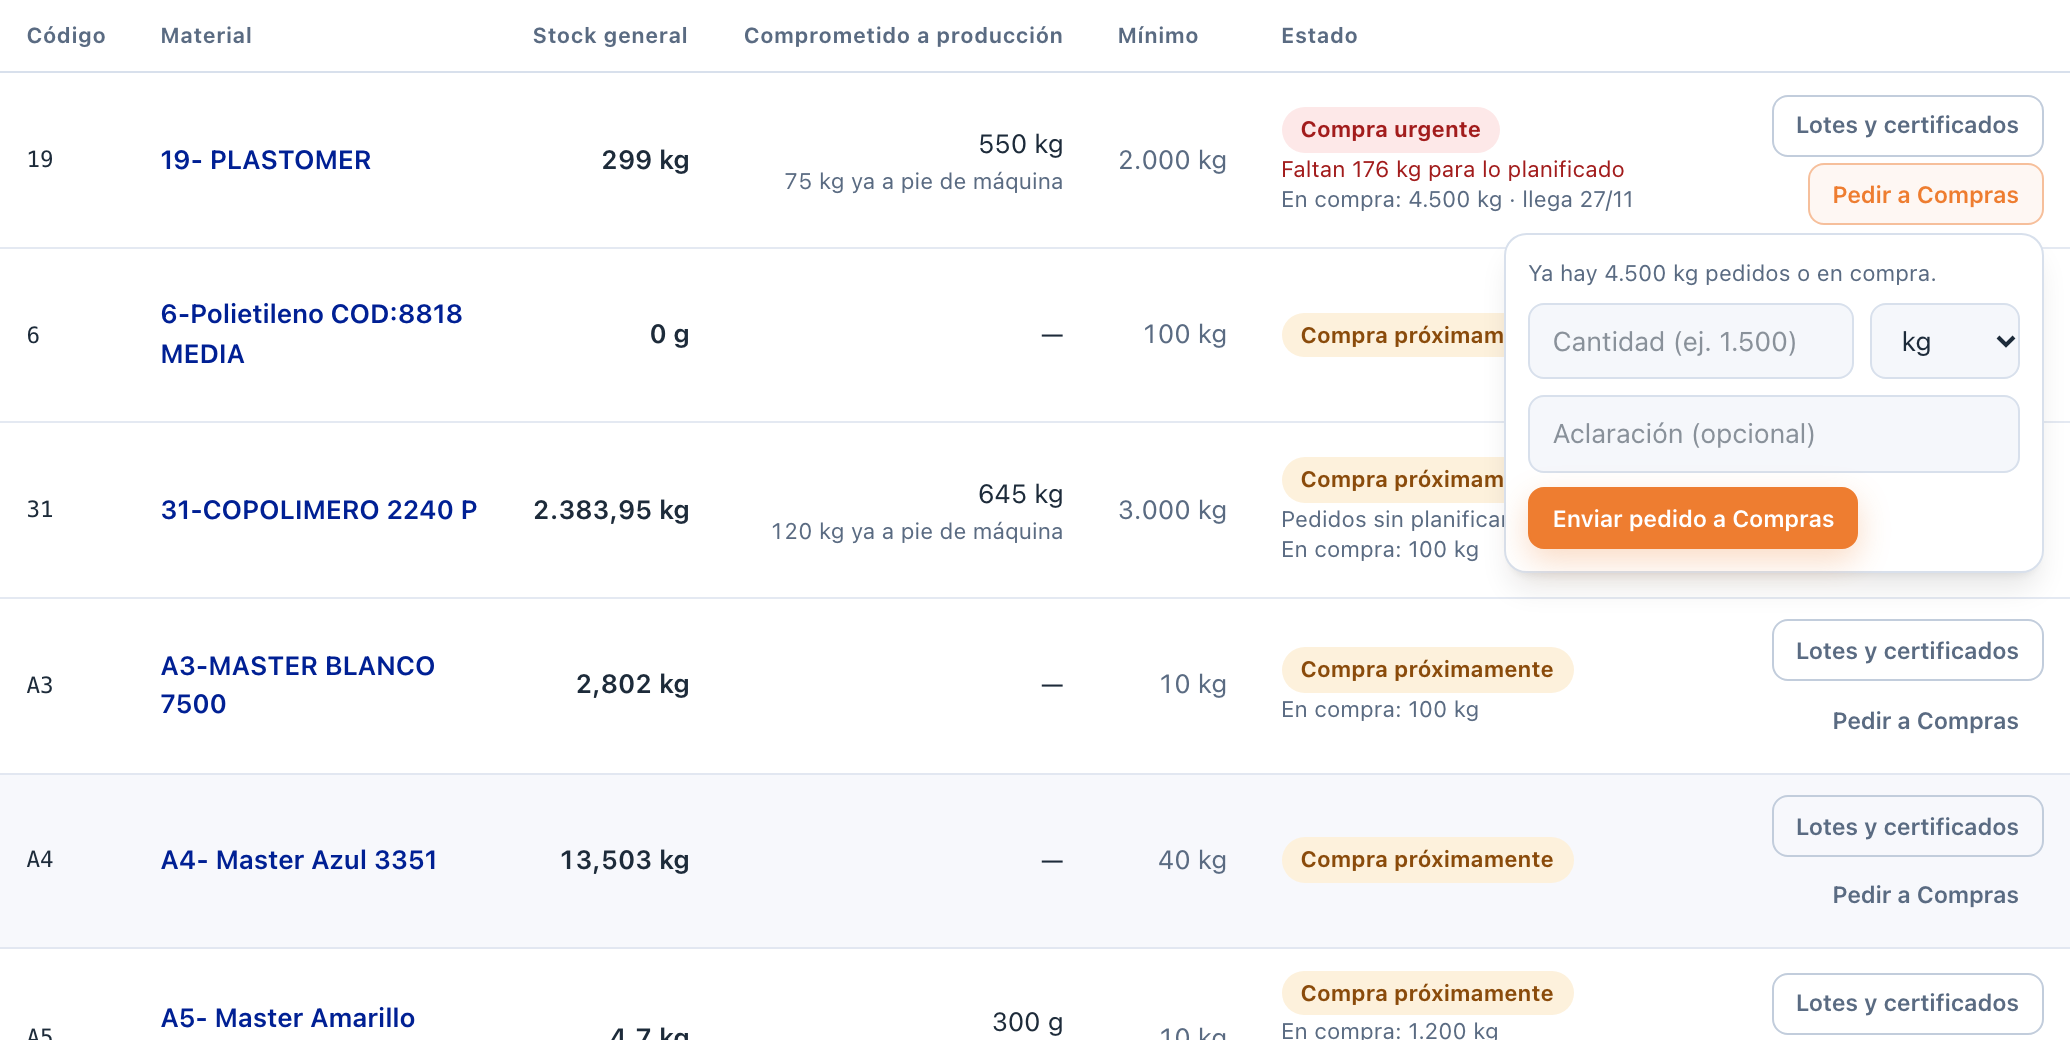 Código Material Stock general Comprometido a producción Mínimo Estado
19 19- PLASTOMER 299 kg 550 kg 2.000 kg Compra urgente Lotes y certificados
75 kg ya a pie de máquina Faltan 176 kg para lo planificado
En compra: 4.500 kg · llega 27/11 Pedir a Compras
Ya hay 4.500 kg pedidos o en compra.
Cantidad (ej. 1.500) kg
Aclaración (opcional)
Enviar pedido a Compras
6 6-Polietileno COD:8818 0 g — 100 kg Compra próximam
MEDIA
31 31-COPOLIMERO 2240 P 2.383,95 kg 645 kg 3.000 kg Compra próximam
120 kg ya a pie de máquina Pedidos sin planificar
En compra: 100 kg
A3 A3-MASTER BLANCO 2,802 kg — 10 kg Compra próximamente Lotes y certificados
7500 En compra: 100 kg Pedir a Compras
A4 A4- Master Azul 3351 13,503 kg — 40 kg Compra próximamente Lotes y certificados
Pedir a Compras
A5 A5- Master Amarillo 4,7 kg 300 g 10 kg Compra próximamente Lotes y certificados
En compra: 1.200 kg